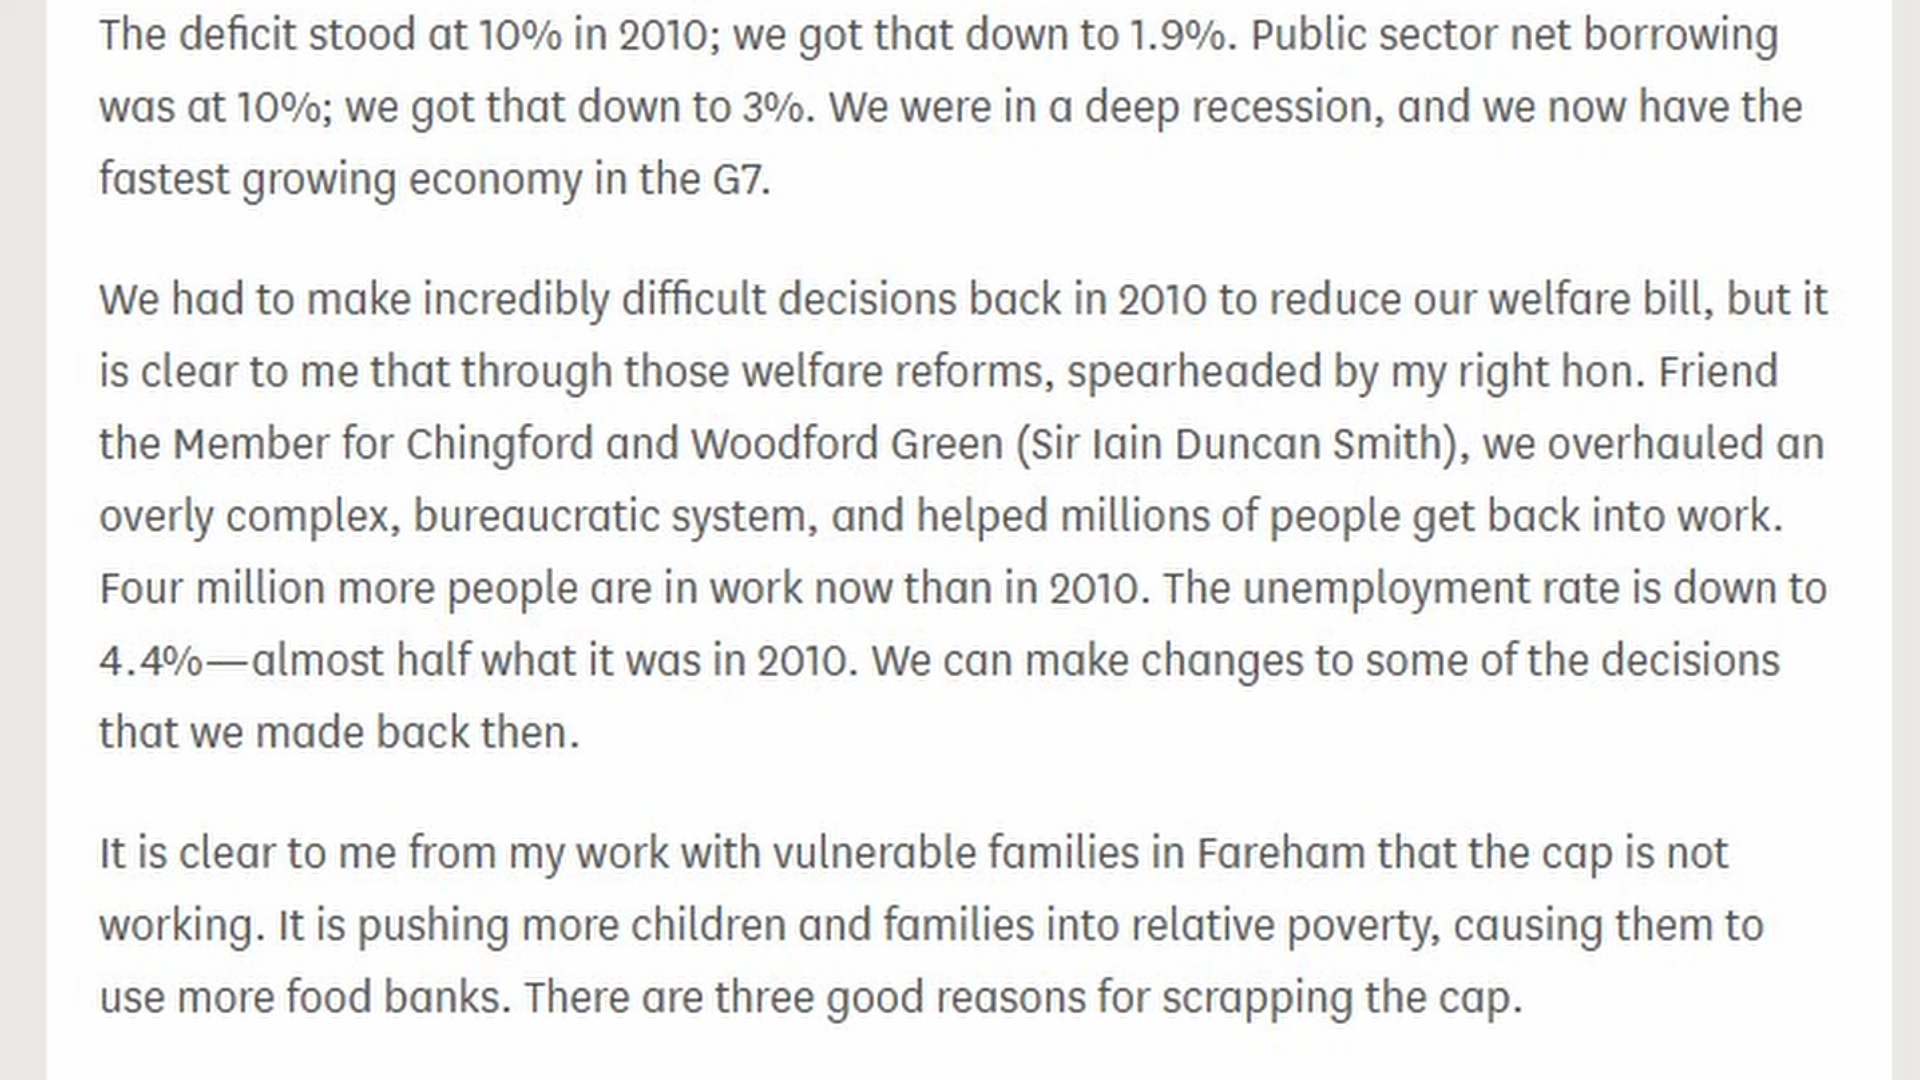 The deficit stood at 10% in 2010; we got that down to 1.9%. Public sector net borrowing
was at 10%; we got that down to 3%. We were in a deep recession, and we now have the
fastest growing economy in the G7.
We had to make incredibly difficult decisions back in 2010 to reduce our welfare bill, but it
is clear to me that through those welfare reforms, spearheaded by my right hon. Friend
the Member for Chingford and Woodford Green (Sir Iain Duncan Smith), we overhauled an
overly complex, bureaucratic system, and helped millions of people get back into work.
Four million more people are in work now than in 2010. The unemployment rate is down to
4.4%—almost half what it was in 2010. We can make changes to some of the decisions
that we made back then.
It is clear to me from my work with vulnerable families in Fareham that the cap is not
working. It is pushing more children and families into relative poverty, causing them to
use more food banks. There are three good reasons for scrapping the cap.